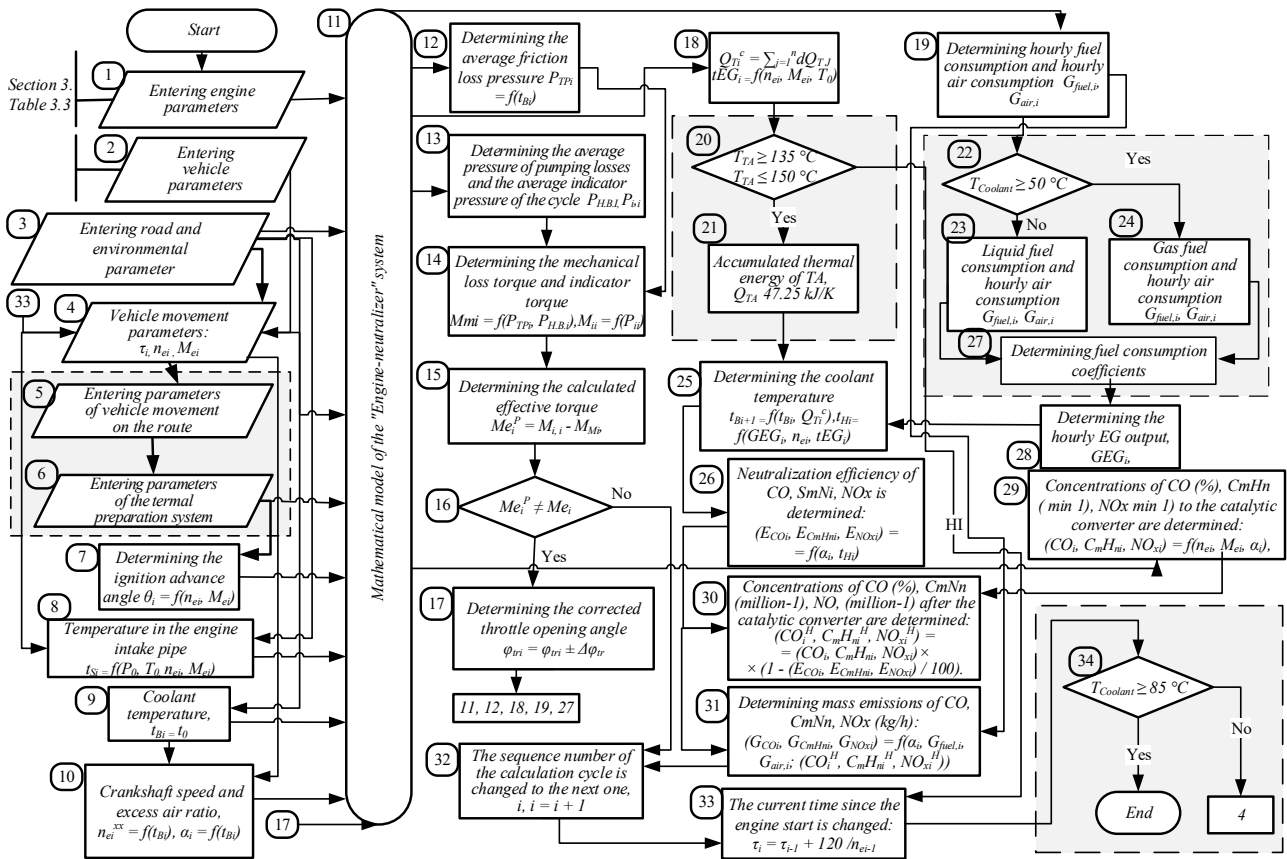 Start
Section 3.
Table 3.3
1
Entering engine
parameters
2
Entering
vehicle
parameters
3
Entering road and
environmental
parameter
33
4
Vehicle movement
parameters:
τi, nei, Mei
5
Entering parameters
of vehicle movement
on the route
6
Entering parameters
of the termal
preparation system
7
Determining the
ignition advance
angle θi = f(nei, Mei)
8
Temperature in the engine
intake pipe
tSi = f(P0, T0, nei, Mei)
9
Coolant
temperature,
tBi = t0
10
Crankshaft speed and
excess air ratio,
nei^xx = f(tBi), αi = f(tBi)
17
11
Mathematical model of the "Engine-neutralizer" system
12
Determining the
average friction
loss pressure PTPi
= f(tBi)
13
Determining the average
pressure of pumping losses
and the average indicator
pressure of the cycle PH.B.I, Pi.i
14
Determining the mechanical
loss torque and indicator
torque
Mmi = f(PTPi, PH.B.i), Mii = f(Pii)
15
Determining the calculated
effective torque
Mei^P = Mi, i - MMi,
16
Mei^P ≠ Mei
No
Yes
17
Determining the corrected
throttle opening angle
φtri = φtri ± Δφtr
11, 12, 18, 19, 27
32
The sequence number of
the calculation cycle is
changed to the next one,
i, i = i + 1
18
QTi^c = ∑j=1^n dQTJ
tEGi = f(nei, Mei, T0)
20
TTA ≥ 135 °C
TTA ≤ 150 °C
Yes
21
Accumulated thermal
energy of TA,
QTA 47.25 kJ/K
25
Determining the coolant
temperature
tBi+1 = f(tBi, QTi^c), tHi=
f(GEGi, nei, tEGi)
26
Neutralization efficiency of
CO, SmNi, NOx is
determined:
(ECOi, ECmHni, ENOxi) =
= f(αi, tHi)
30
Concentrations of CO (%), CmNn
(million-1), NO, (million-1) after the
catalytic converter are determined:
(COi^H, CmHni^H, NOxi^H) =
= (COi, CmHni, NOxi) ×
× (1 - (ECOi, ECmHni, ENOxi) / 100).
31
Determining mass emissions of CO,
CmNn, NOx (kg/h):
(GCOi, GCmHni, GNOxi) = f(αi, Gfuel,i,
Gair,i; (COi^H, CmHni^H, NOxi^H))
33
The current time since the
engine start is changed:
τi = τi-1 + 120 /nei-1
19
Determining hourly fuel
consumption and hourly
air consumption Gfuel,i,
Gair,i
22
TCoolant ≥ 50 °C
Yes
No
23
Liquid fuel
consumption and
hourly air
consumption
Gfuel,i, Gair,i
24
Gas fuel
consumption and
hourly air
consumption
Gfuel,i, Gair,i
27
Determining fuel consumption
coefficients
28
Determining the
hourly EG output,
GEGi,
29
Concentrations of CO (%), CmHn
( min 1), NOx min 1) to the catalytic
converter are determined:
(COi, CmHni, NOxi) = f(nei, Mei, αi),
HI
34
TCoolant ≥ 85 °C
No
Yes
End
4